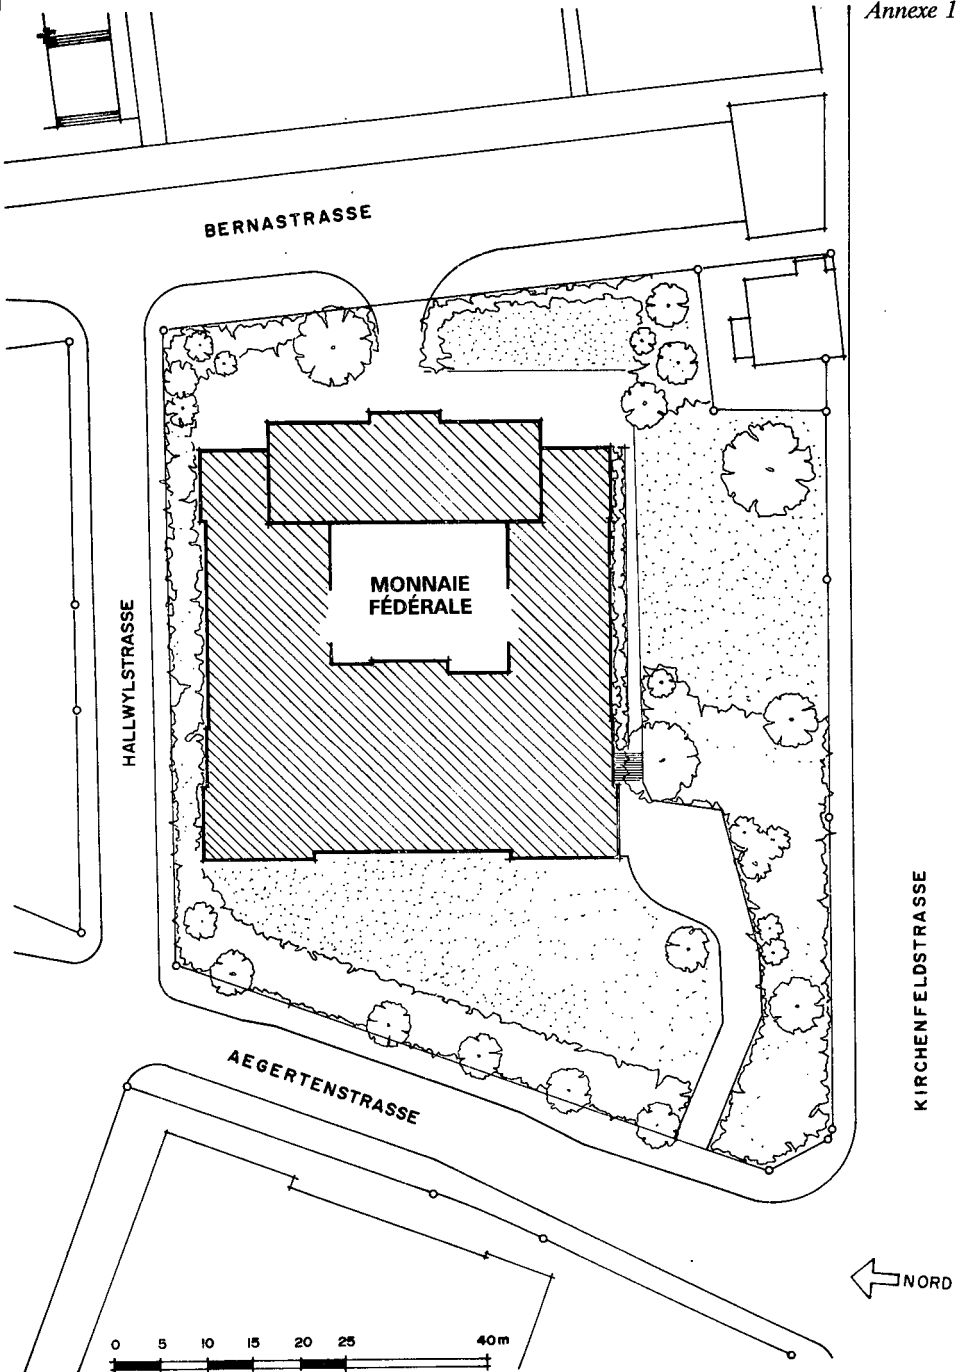 Annexe 1
BERNASTRASSE
MONNAIE
FÉDÉRALE
HALLWYLSTRASSE
KIRCHENFELDSTRASSE
AEGERTENSTRASSE
NORD
0 5 10 15 20 25 40m